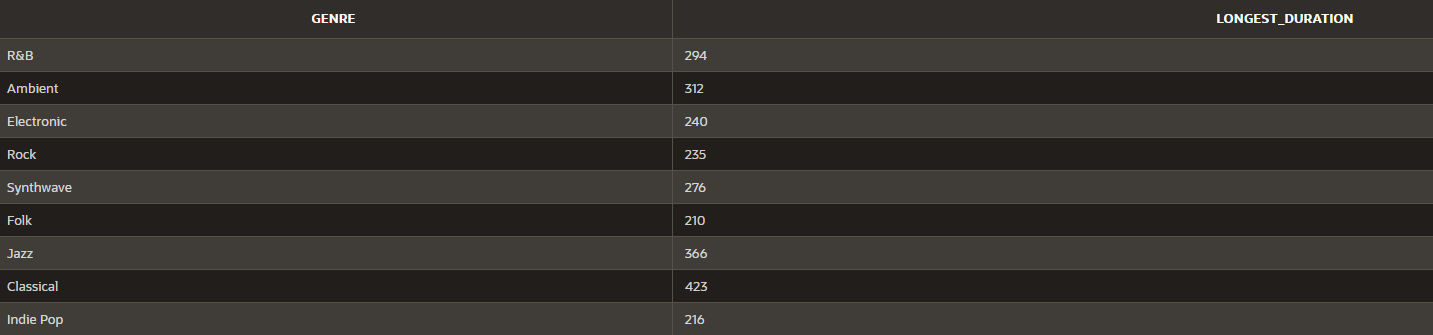 GENRE LONGEST_DURATION
R&B 294
Ambient 312
Electronic 240
Rock 235
Synthwave 276
Folk 210
Jazz 366
Classical 423
Indie Pop 216